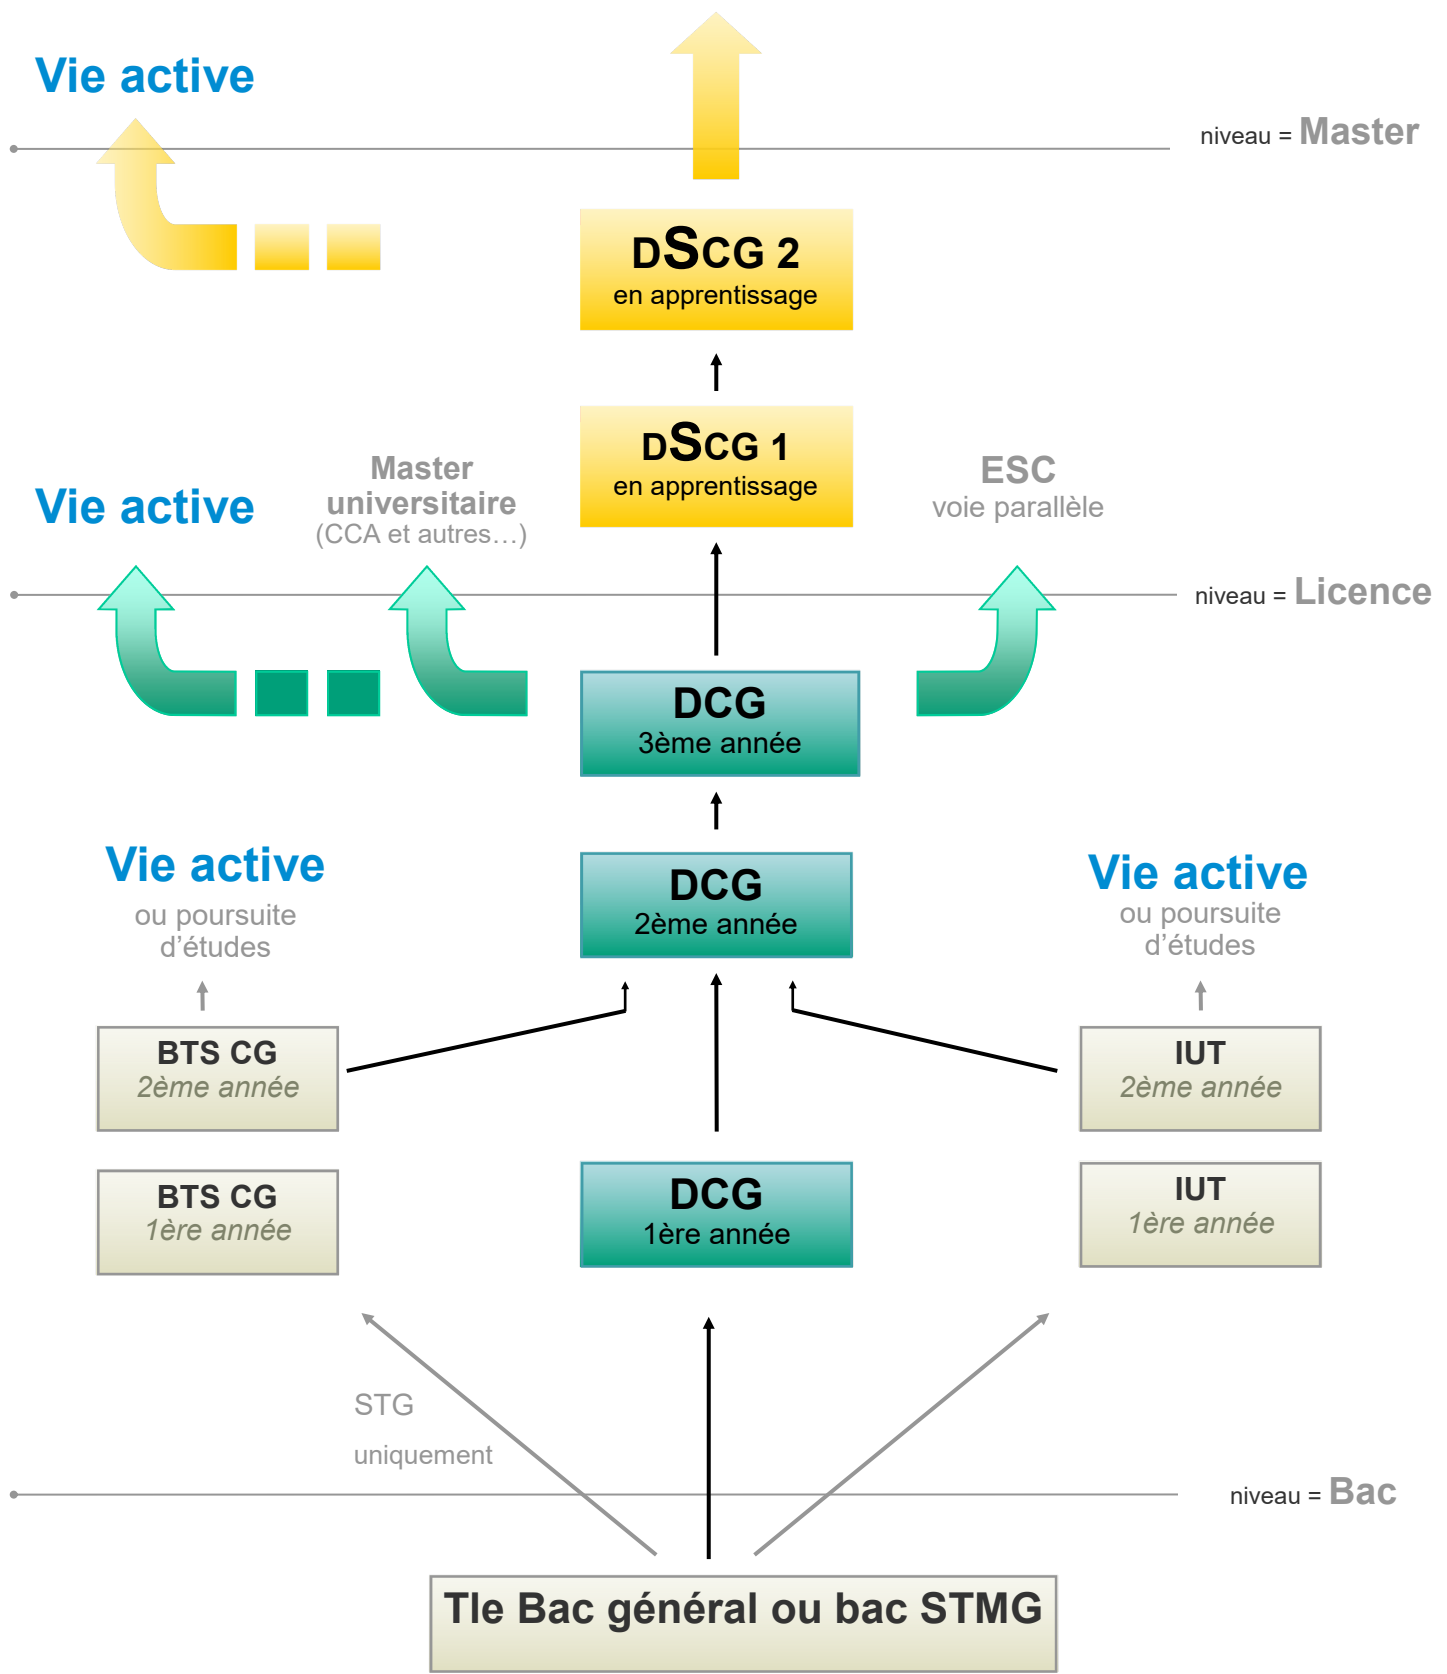 Vie active
niveau = Master
DSCG 2
en apprentissage
DSCG 1
en apprentissage
Vie active
Master
universitaire
(CCA et autres…)
ESC
voie parallèle
niveau = Licence
DCG
3ème année
Vie active
ou poursuite
d’études
DCG
2ème année
Vie active
ou poursuite
d’études
BTS CG
2ème année
IUT
2ème année
BTS CG
1ère année
DCG
1ère année
IUT
1ère année
STG
uniquement
niveau = Bac
Tle Bac général ou bac STMG